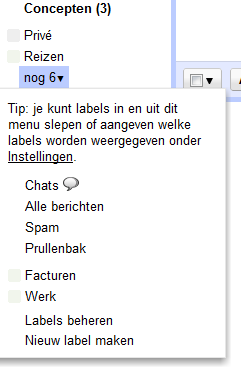 Concepten (3)
Privé
Reizen
nog 6▾
Tip: je kunt labels in en uit dit
menu slepen of aangeven welke
labels worden weergegeven onder
Instellingen.
Chats
Alle berichten
Spam
Prullenbak
Facturen
Werk
Labels beheren
Nieuw label maken